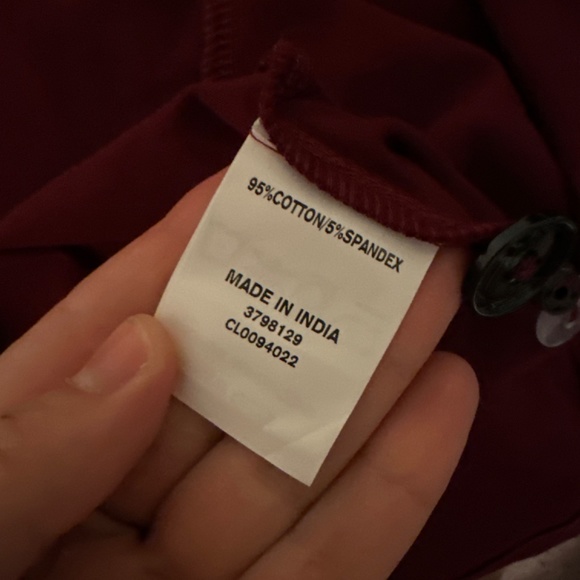 95%COTTON/5%SPANDEX
MADE IN INDIA
3798129
CL0094022